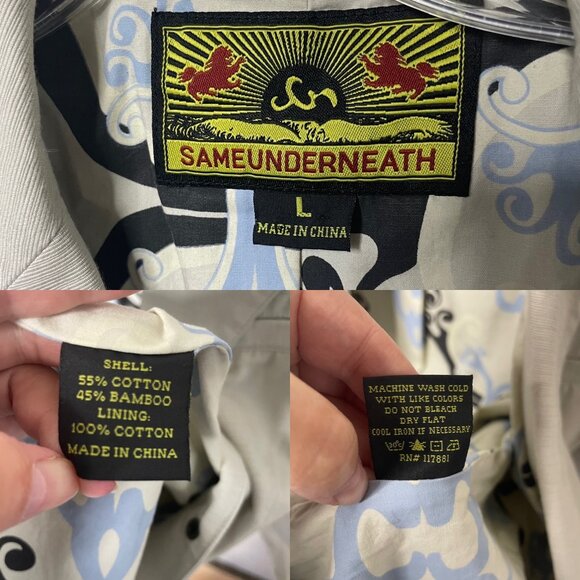 SUN
SAMEUNDERNEATH
L
MADE IN CHINA
SHELL:
55% COTTON
45% BAMBOO
LINING:
100% COTTON
MADE IN CHINA
MACHINE WASH COLD
WITH LIKE COLORS
DO NOT BLEACH
DRY FLAT
COOL IRON IF NECESSARY
RN# 117881